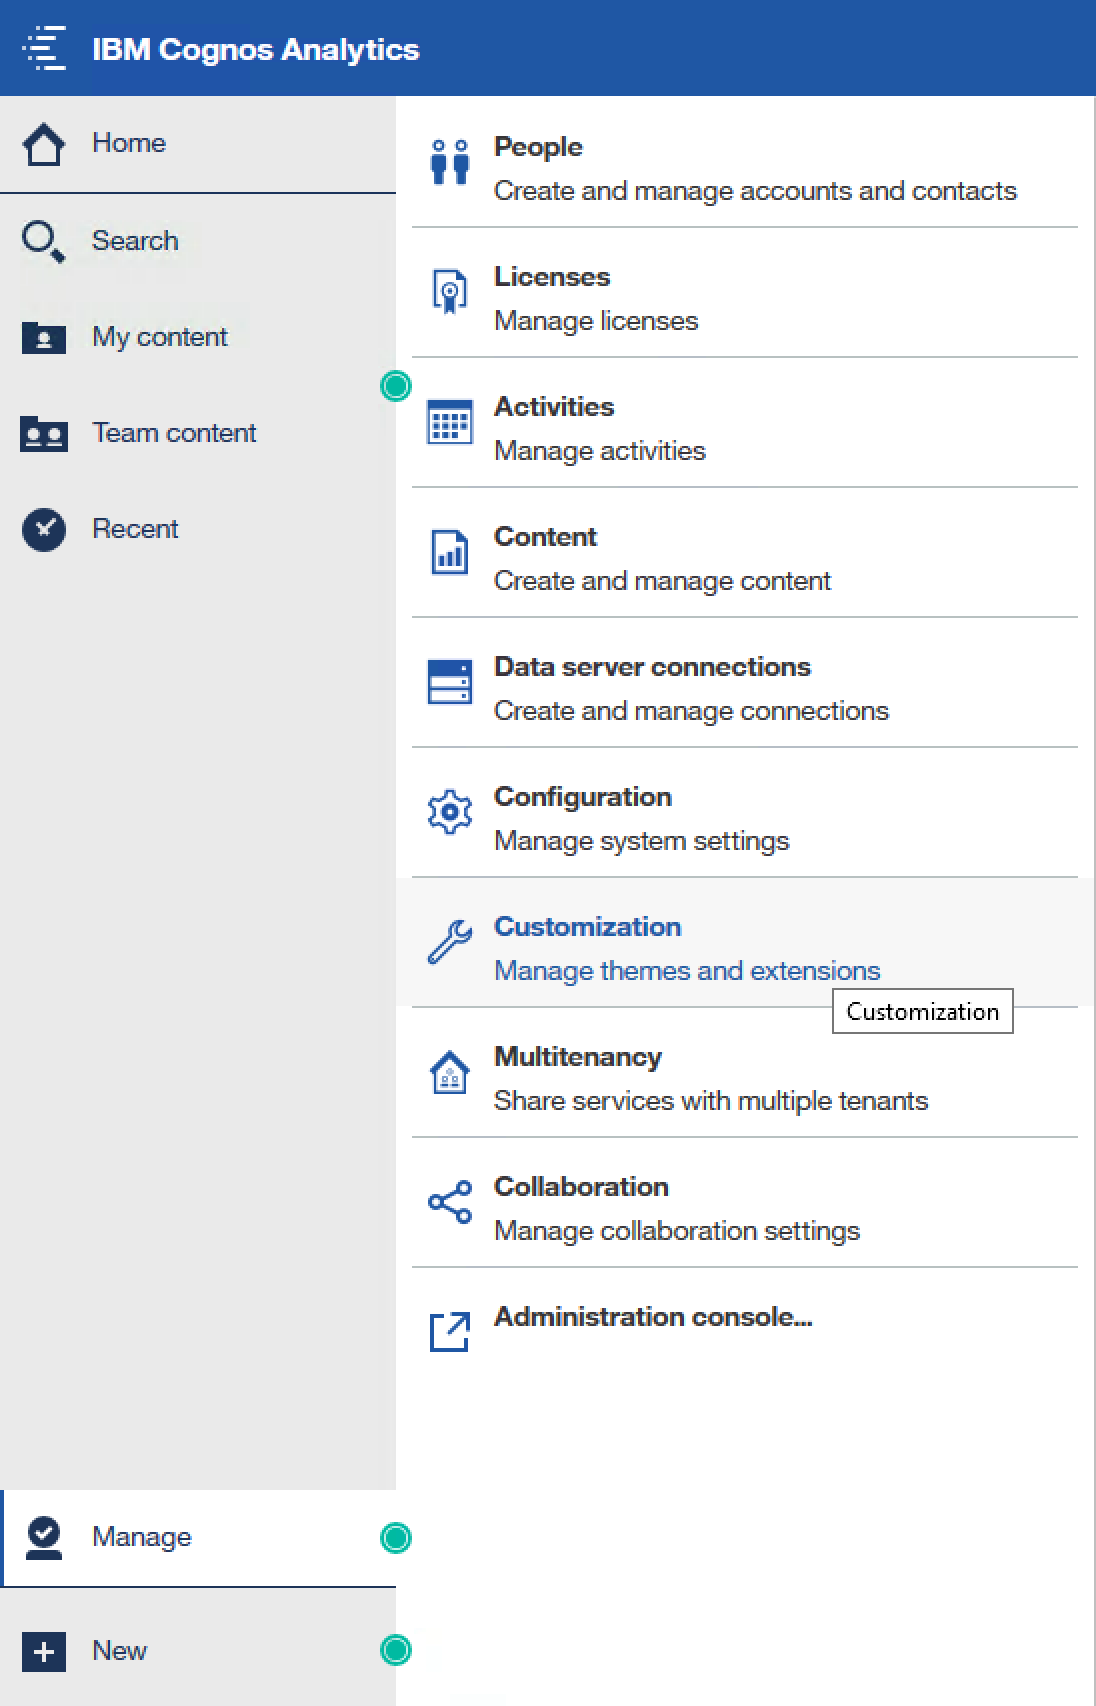 IBM Cognos Analytics
Home
Search
My content
Team content
Recent
Manage
New
People
Create and manage accounts and contacts
Licenses
Manage licenses
Activities
Manage activities
Content
Create and manage content
Data server connections
Create and manage connections
Configuration
Manage system settings
Customization
Manage themes and extensions
Customization
Multitenancy
Share services with multiple tenants
Collaboration
Manage collaboration settings
Administration console...